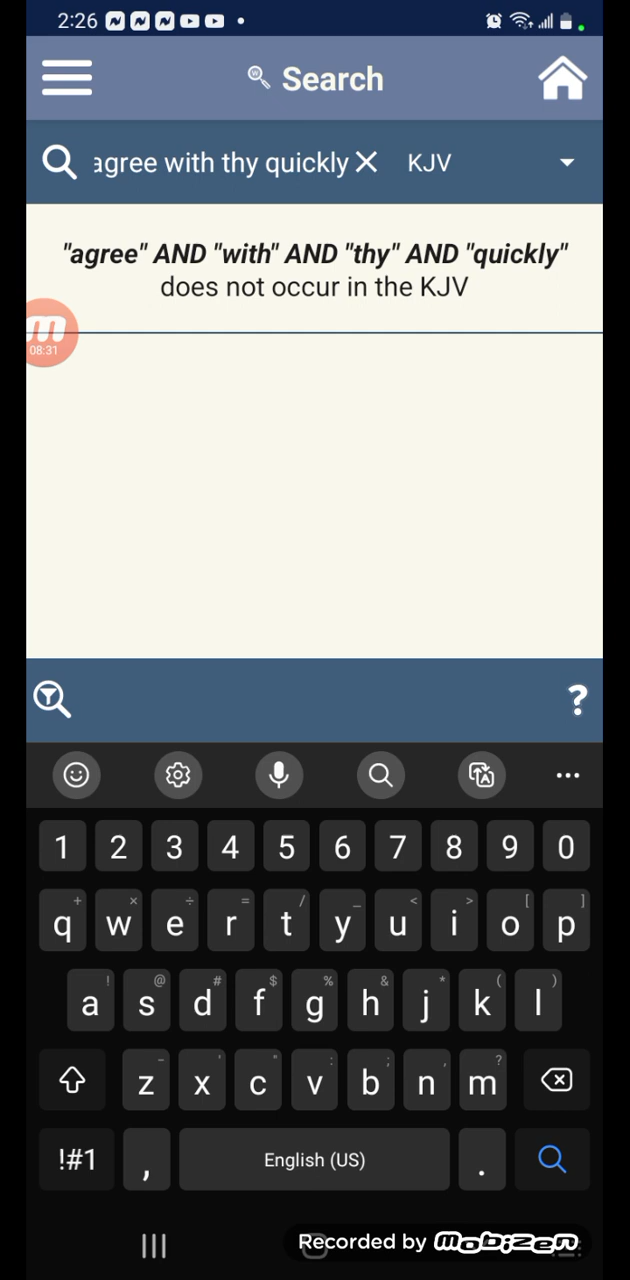 2:26
Search
agree with thy quickly KJV
"agree" AND "with" AND "thy" AND "quickly"
does not occur in the KJV
m
08:31
?
1 2 3 4 5 6 7 8 9 0
+ × ÷ = / _ < > [ ]
q w e r t y u i o p
! @ # $ % & * ( )
a s d f g h j k l
- ' " : ; , ?
z x c v b n m
!#1 , English (US) .
Recorded by mobizen